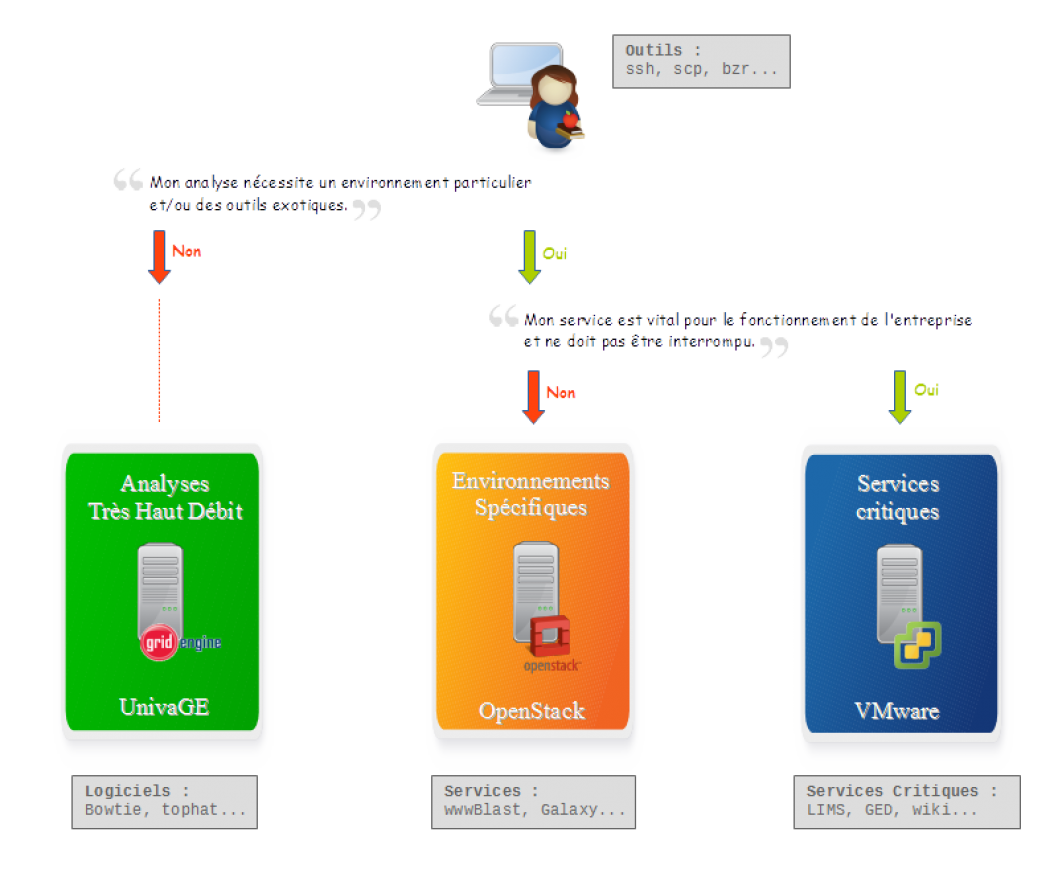 Outils :
ssh, scp, bzr...
“ Mon analyse nécessite un environnement particulier
et/ou des outils exotiques. ”
Non
Oui
“ Mon service est vital pour le fonctionnement de l'entreprise
et ne doit pas être interrompu. ”
Non
Oui
Analyses
Très Haut Débit
grid engine
UnivaGE
Environnements
Spécifiques
openstack
OpenStack
Services
critiques
VMware
Logiciels :
Bowtie, tophat...
Services :
wwwBlast, Galaxy...
Services Critiques :
LIMS, GED, wiki...